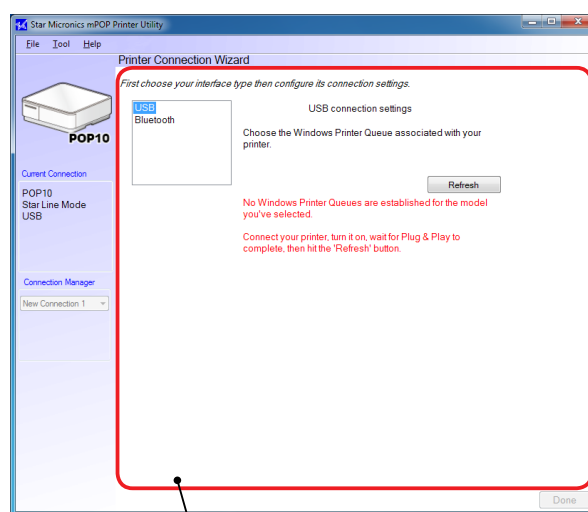 Star Micronics mPOP Printer Utility
File Tool Help
Printer Connection Wizard
First choose your interface type then configure its connection settings.
USB
Bluetooth
USB connection settings
Choose the Windows Printer Queue associated with your
printer.
Refresh
No Windows Printer Queues are established for the model
you've selected.
Connect your printer, turn it on, wait for Plug & Play to
complete, then hit the 'Refresh' button.
POP10
Current Connection
POP10
Star Line Mode
USB
Connection Manager
New Connection 1
Done